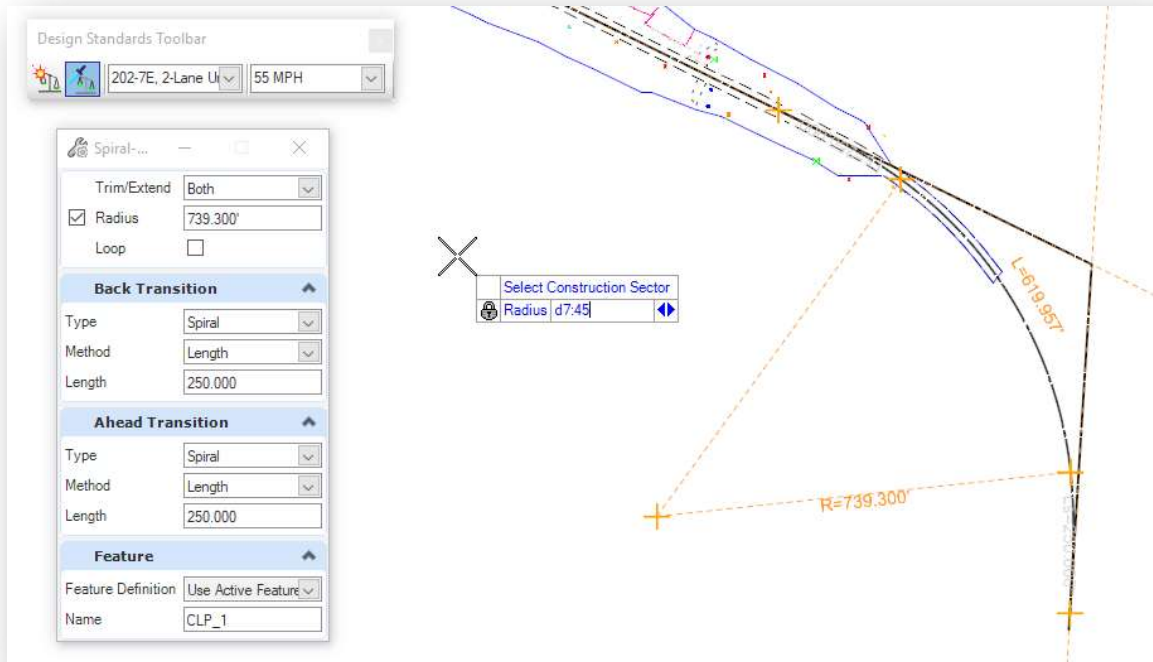 Design Standards Toolbar
202-7E, 2-Lane Ur
55 MPH
Spiral-...
Trim/Extend Both
Radius 739.300'
Loop
Back Transition
Type Spiral
Method Length
Length 250.000
Ahead Transition
Type Spiral
Method Length
Length 250.000
Feature
Feature Definition Use Active Feature
Name CLP_1
Select Construction Sector
Radius d7:45
L=619.957'
R=739.300'